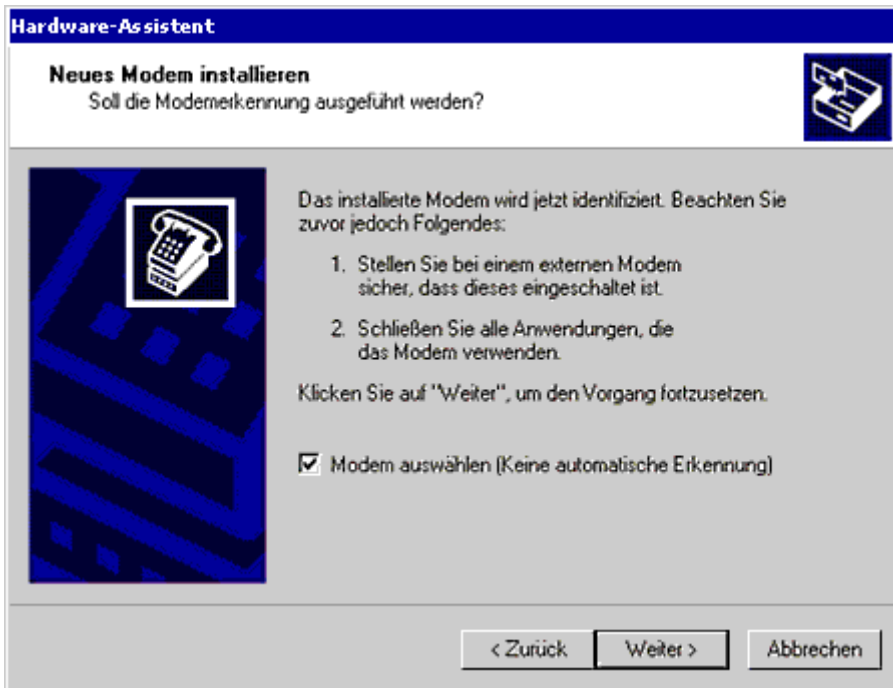 Hardware-Assistent
Neues Modem installieren
Soll die Modemerkennung ausgeführt werden?
Das installierte Modem wird jetzt identifiziert. Beachten Sie
zuvor jedoch Folgendes:
1. Stellen Sie bei einem externen Modem
sicher, dass dieses eingeschaltet ist.
2. Schließen Sie alle Anwendungen, die
das Modem verwenden.
Klicken Sie auf "Weiter", um den Vorgang fortzusetzen.
Modem auswählen (Keine automatische Erkennung)
< Zurück
Weiter >
Abbrechen